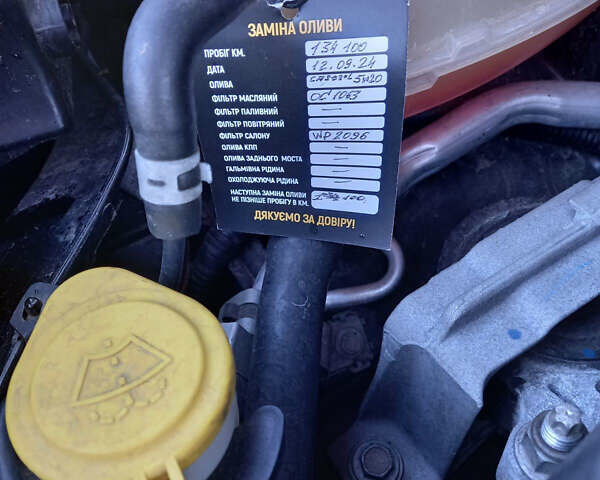 ЗАМІНА ОЛИВИ
ПРОБІГ КМ. 134 100
ДАТА 12.09.24
ОЛИВА 5W20
ФІЛЬТР МАСЛЯНИЙ OC 1063
ФІЛЬТР ПАЛИВНИЙ —
ФІЛЬТР ПОВІТРЯНИЙ —
ФІЛЬТР САЛОНУ WP 2096
ОЛИВА КПП —
ОЛИВА ЗАДНЬОГО МОСТА —
ГАЛЬМІВНА РІДИНА —
ОХОЛОДЖУЮЧА РІДИНА —
НАСТУПНА ЗАМІНА ОЛИВИ
НЕ ПІЗНІШЕ ПРОБІГУ В КМ.
ДЯКУЄМО ЗА ДОВІРУ!